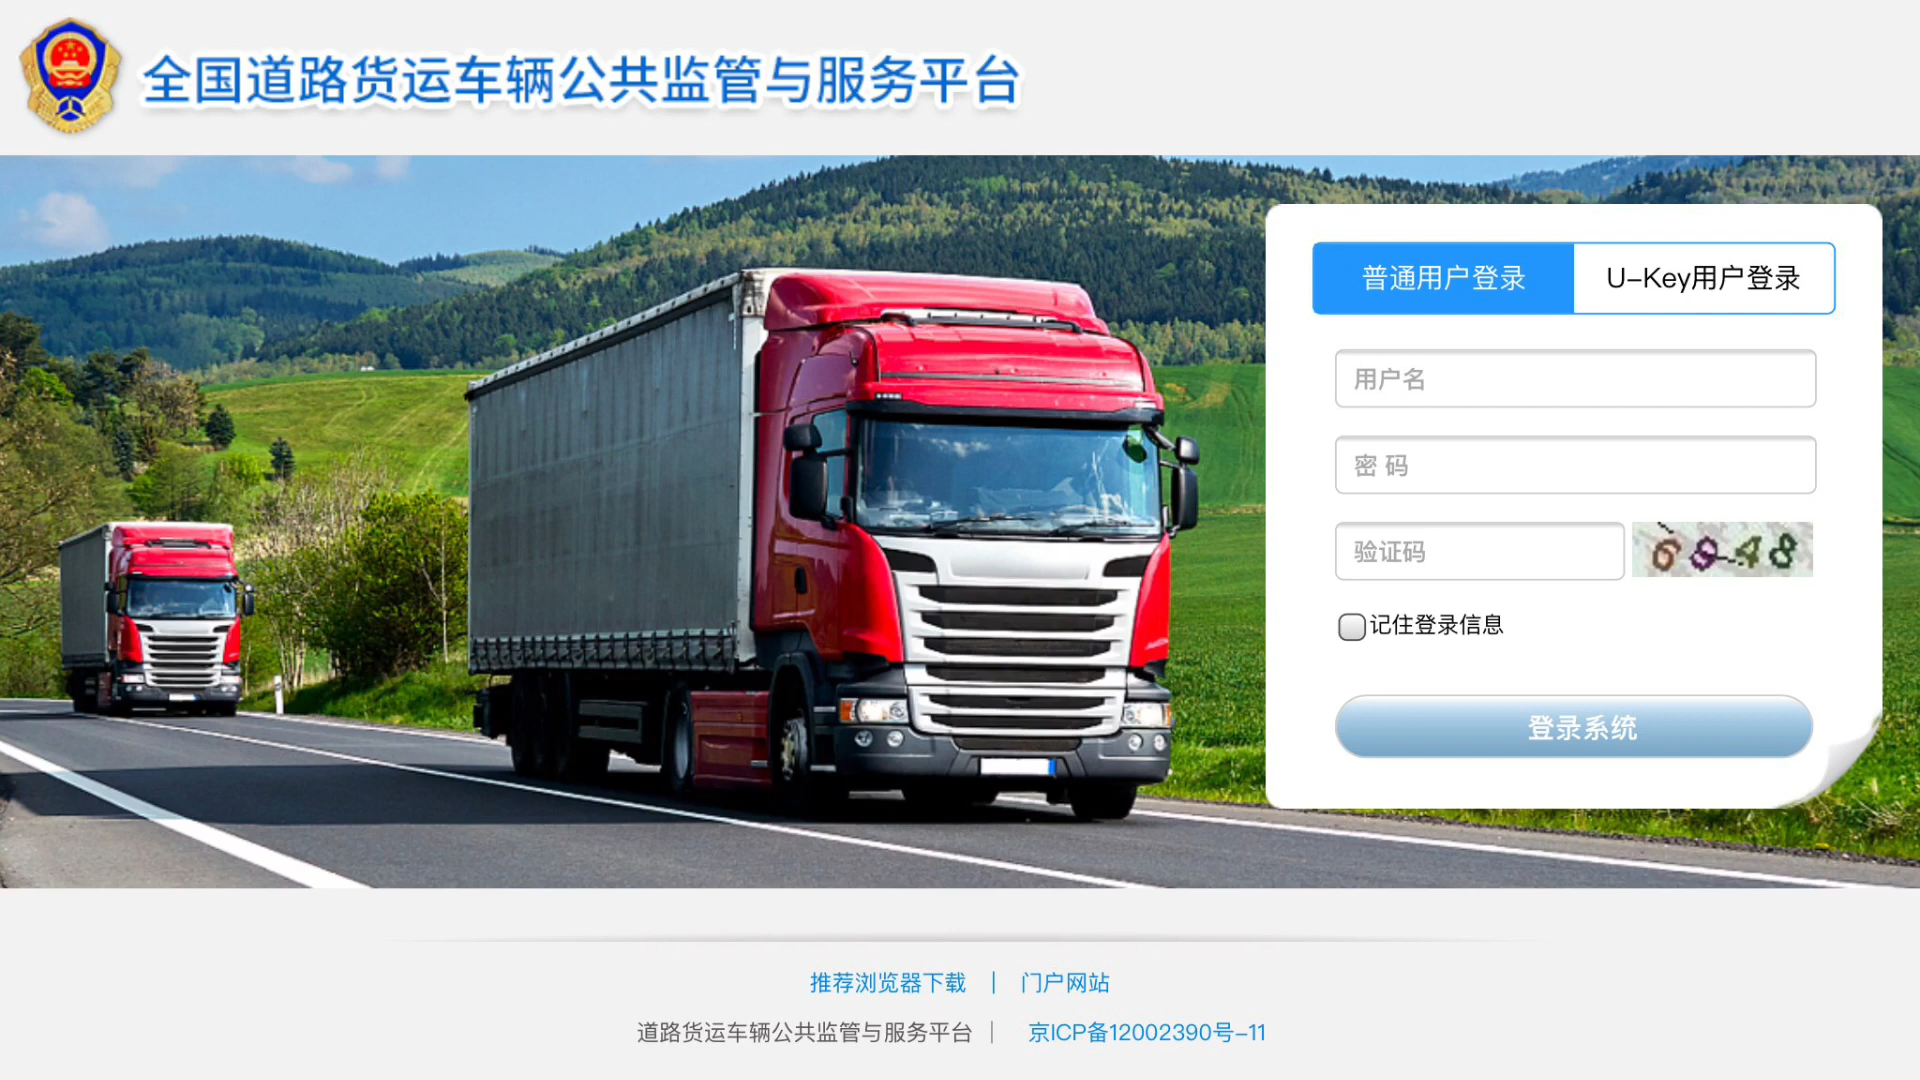 全国道路货运车辆公共监管与服务平台
普通用户登录
U-Key用户登录
用户名
密 码
验证码
6948
记住登录信息
登录系统
推荐浏览器下载 | 门户网站
道路货运车辆公共监管与服务平台 | 京ICP备12002390号-11